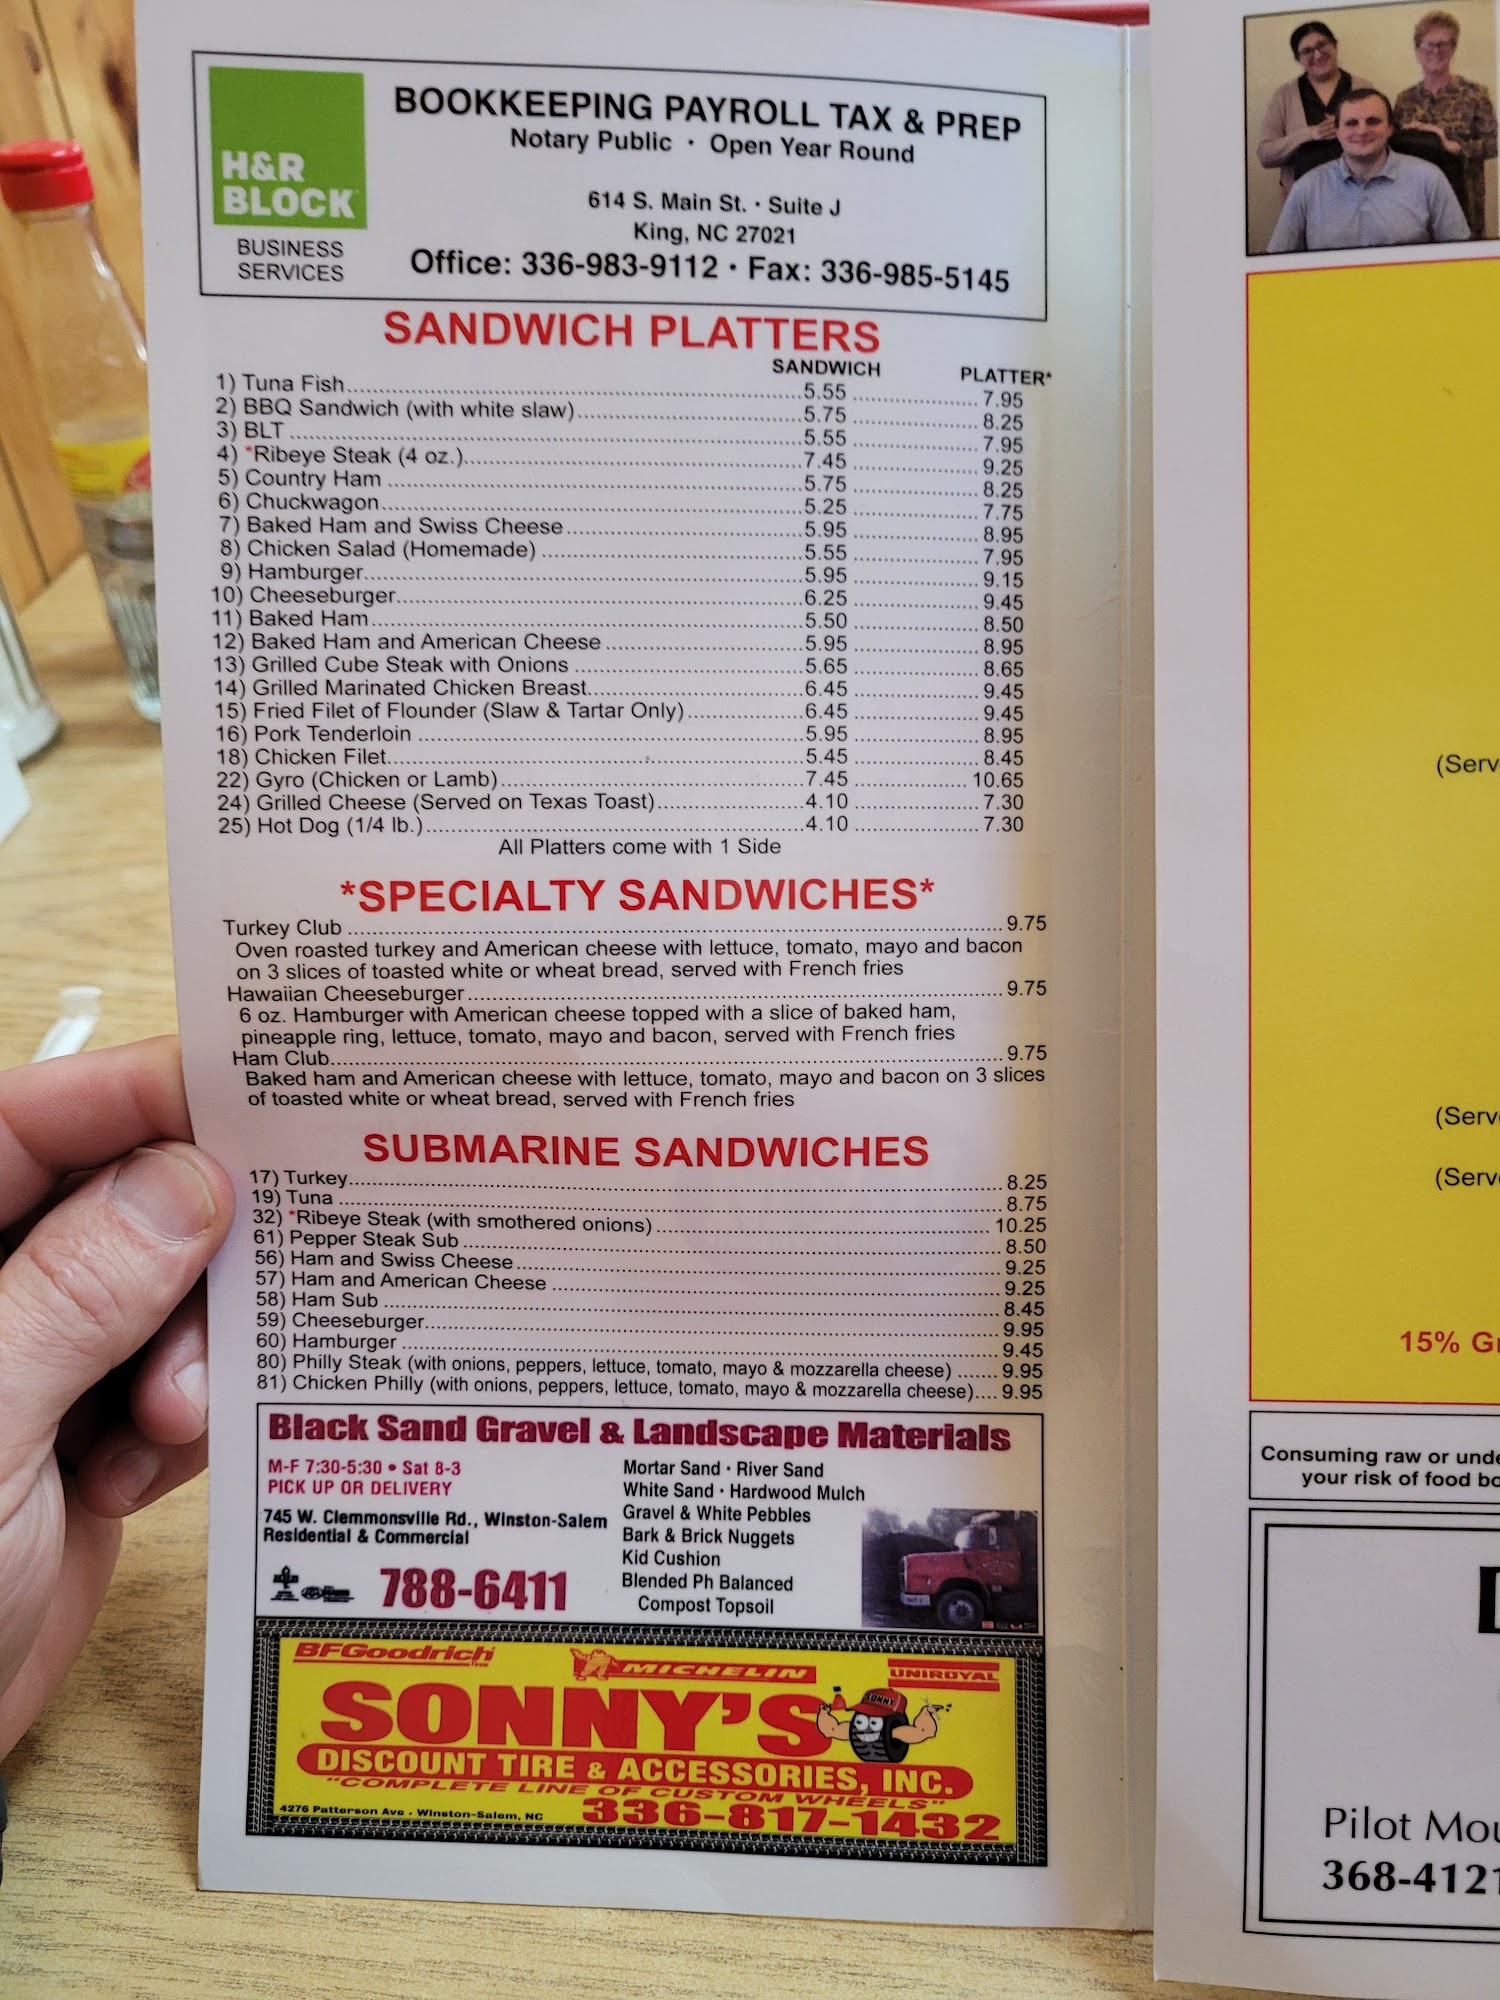 H&R
BLOCK
BUSINESS
SERVICES
BOOKKEEPING PAYROLL TAX & PREP
Notary Public • Open Year Round
614 S. Main St. • Suite J
King, NC 27021
Office: 336-983-9112 • Fax: 336-985-5145
SANDWICH PLATTERS
SANDWICH PLATTER*
1) Tuna Fish 5.55 7.95
2) BBQ Sandwich (with white slaw) 5.75 8.25
3) BLT 5.55 7.95
4) *Ribeye Steak (4 oz.) 7.45 9.25
5) Country Ham 5.75 8.25
6) Chuckwagon 5.25 7.75
7) Baked Ham and Swiss Cheese 5.95 8.95
8) Chicken Salad (Homemade) 5.55 7.95
9) Hamburger 5.95 9.15
10) Cheeseburger 6.25 9.45
11) Baked Ham 5.50 8.50
12) Baked Ham and American Cheese 5.95 8.95
13) Grilled Cube Steak with Onions 5.65 8.65
14) Grilled Marinated Chicken Breast 6.45 9.45
15) Fried Filet of Flounder (Slaw & Tartar Only) 6.45 9.45
16) Pork Tenderloin 5.95 8.95
18) Chicken Filet 5.45 8.45
22) Gyro (Chicken or Lamb) 7.45 10.65
24) Grilled Cheese (Served on Texas Toast) 4.10 7.30
25) Hot Dog (1/4 lb.) 4.10 7.30
All Platters come with 1 Side
*SPECIALTY SANDWICHES*
Turkey Club 9.75
Oven roasted turkey and American cheese with lettuce, tomato, mayo and bacon
on 3 slices of toasted white or wheat bread, served with French fries
Hawaiian Cheeseburger 9.75
6 oz. Hamburger with American cheese topped with a slice of baked ham,
pineapple ring, lettuce, tomato, mayo and bacon, served with French fries
Ham Club 9.75
Baked ham and American cheese with lettuce, tomato, mayo and bacon on 3 slices
of toasted white or wheat bread, served with French fries
SUBMARINE SANDWICHES
17) Turkey 8.25
19) Tuna 8.75
32) *Ribeye Steak (with smothered onions) 10.25
61) Pepper Steak Sub 8.50
56) Ham and Swiss Cheese 9.25
57) Ham and American Cheese 9.25
58) Ham Sub 8.45
59) Cheeseburger 9.95
60) Hamburger 9.45
80) Philly Steak (with onions, peppers, lettuce, tomato, mayo & mozzarella cheese) 9.95
81) Chicken Philly (with onions, peppers, lettuce, tomato, mayo & mozzarella cheese) 9.95
Black Sand Gravel & Landscape Materials
M-F 7:30-5:30 • Sat 8-3
PICK UP OR DELIVERY
745 W. Clemmonsville Rd., Winston-Salem
Residential & Commercial
788-6411
Mortar Sand • River Sand
White Sand • Hardwood Mulch
Gravel & White Pebbles
Bark & Brick Nuggets
Kid Cushion
Blended Ph Balanced
Compost Topsoil
BFGoodrich MICHELIN UNIROYAL
SONNY'S
SONNY
DISCOUNT TIRE & ACCESSORIES, INC.
"COMPLETE LINE OF CUSTOM WHEELS"
4276 Patterson Ave - Winston-Salem, NC 336-817-1432
(Serv
(Serv
(Serv
15% Gr
Consuming raw or unde
your risk of food bo
Pilot Mou
368-4121